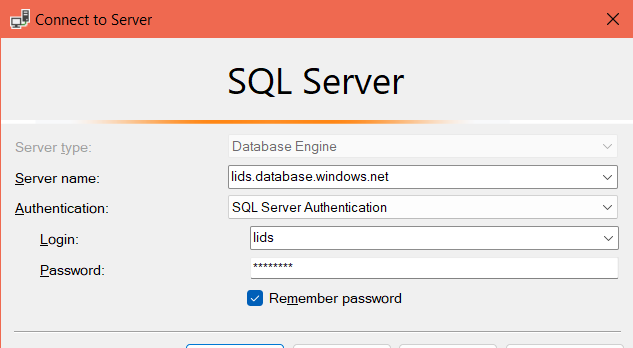 Connect to Server
SQL Server
Server type: Database Engine
Server name: lids.database.windows.net
Authentication: SQL Server Authentication
Login: lids
Password: ********
Remember password